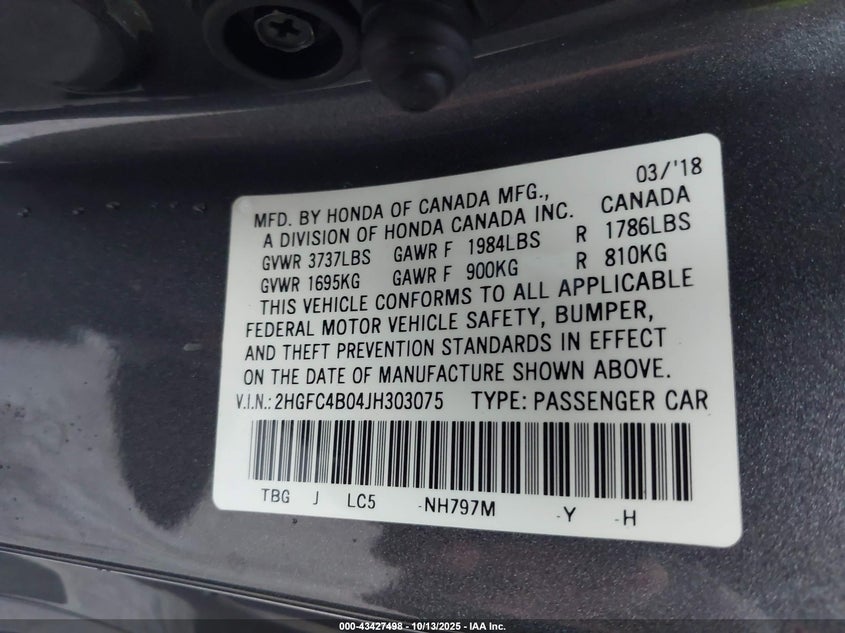 03/'18
MFD. BY HONDA OF CANADA MFG., CANADA
A DIVISION OF HONDA CANADA INC.
GVWR 3737LBS GAWR F 1984LBS R 1786LBS
GVWR 1695KG GAWR F 900KG R 810KG
THIS VEHICLE CONFORMS TO ALL APPLICABLE
FEDERAL MOTOR VEHICLE SAFETY, BUMPER,
AND THEFT PREVENTION STANDARDS IN EFFECT
ON THE DATE OF MANUFACTURE SHOWN ABOVE.
V.I.N.:2HGFC4B04JH303075 TYPE: PASSENGER CAR
TBG J LC5 -NH797M -Y -H
000-43427498 - 10/13/2025 - IAA Inc.